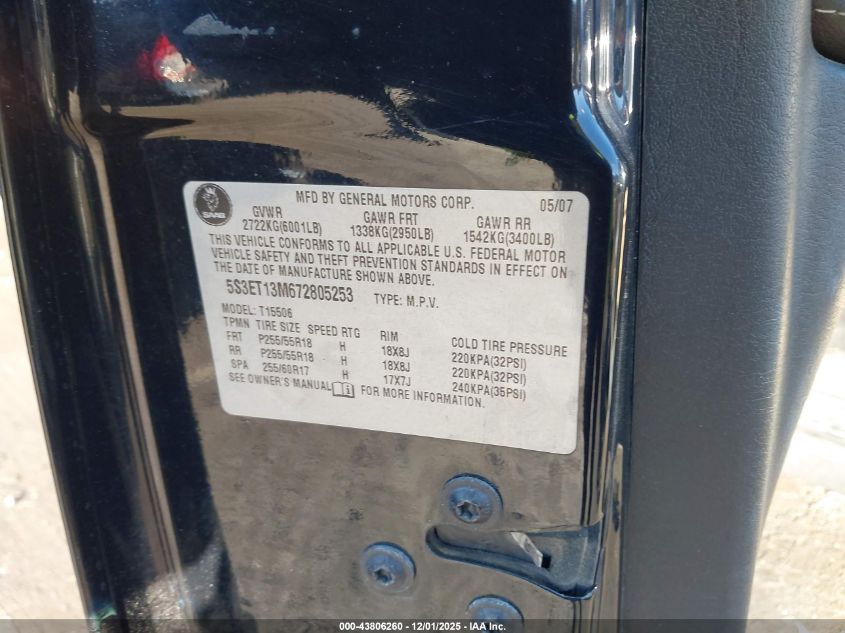 MFD BY GENERAL MOTORS CORP. 05/07
SAAB
GVWR GAWR FRT GAWR RR
2722KG(6001LB) 1338KG(2950LB) 1542KG(3400LB)
THIS VEHICLE CONFORMS TO ALL APPLICABLE U.S. FEDERAL MOTOR
VEHICLE SAFETY AND THEFT PREVENTION STANDARDS IN EFFECT ON
THE DATE OF MANUFACTURE SHOWN ABOVE.
5S3ET13M672805253 TYPE: M.P.V.
MODEL: T15506
TPMN TIRE SIZE SPEED RTG RIM COLD TIRE PRESSURE
FRT P255/55R18 H 18X8J 220KPA(32PSI)
RR P255/55R18 H 18X8J 220KPA(32PSI)
SPA 255/60R17 H 17X7J 240KPA(35PSI)
SEE OWNER'S MANUAL FOR MORE INFORMATION.
000-43806260 - 12/01/2025 - IAA Inc.